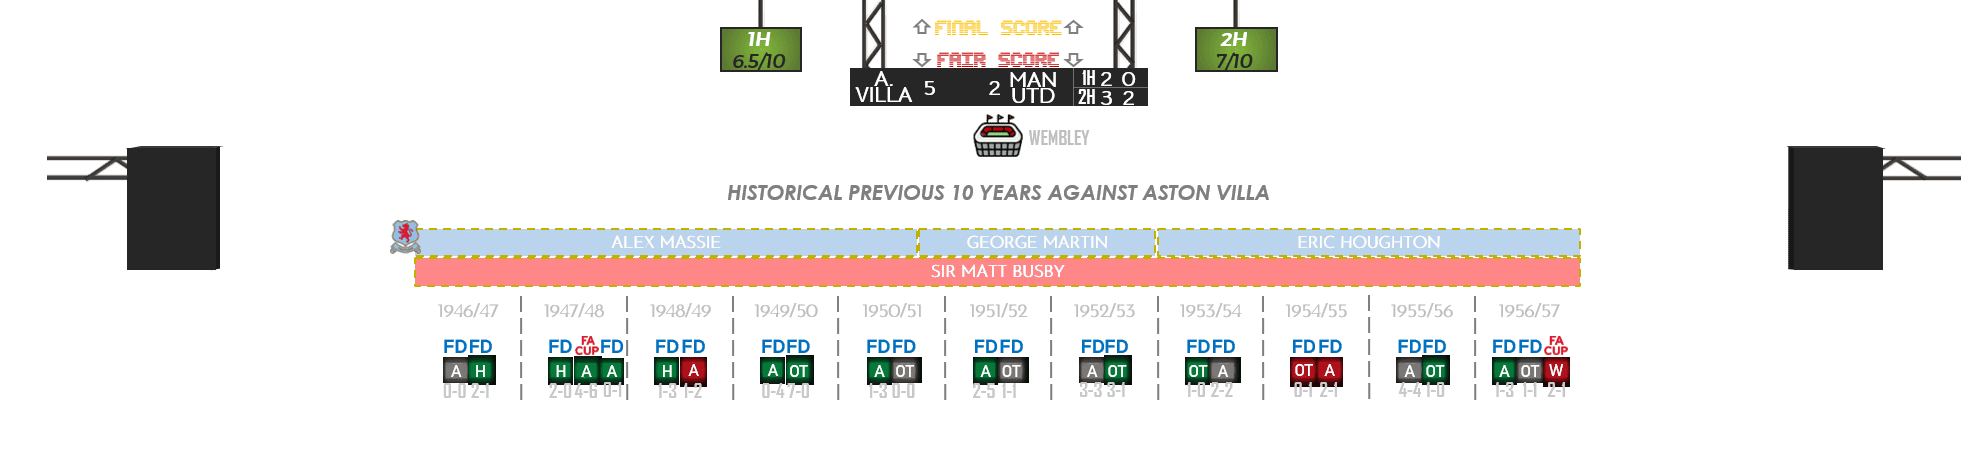 1H
6.5/10
FINAL SCORE
FAIR SCORE
2H
7/10
A. VILLA 5 2 MAN UTD
1H 2 0
2H 3 2
WEMBLEY
HISTORICAL PREVIOUS 10 YEARS AGAINST ASTON VILLA
ALEX MASSIE GEORGE MARTIN ERIC HOUGHTON
SIR MATT BUSBY
1946/47 1947/48 1948/49 1949/50 1950/51 1951/52 1952/53 1953/54 1954/55 1955/56 1956/57
FD FD FD FA CUP FD FD FD FD FD FD FD FD FD FD FD FD FD FD FD FD FD FD FD FA CUP
A H H A A H A A OT A OT A OT A OT OT A OT A A OT A OT W
0-0 2-1 2-0 4-6 0-1 1-3 1-2 0-4 7-0 1-3 0-0 2-5 1-1 3-3 3-1 1-0 2-2 0-1 2-1 4-4 1-0 1-3 1-1 2-1